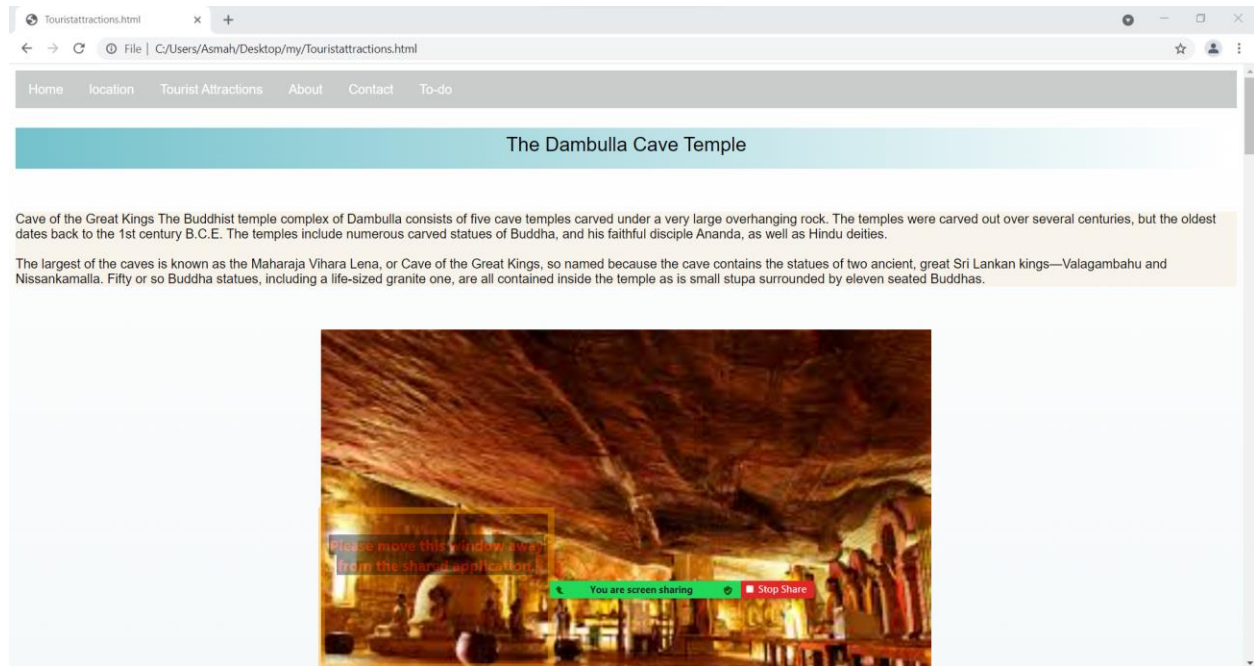 Touristattractions.html
File | C:/Users/Asmah/Desktop/my/Touristattractions.html
Home location Tourist Attractions About Contact To-do
The Dambulla Cave Temple
Cave of the Great Kings The Buddhist temple complex of Dambulla consists of five cave temples carved under a very large overhanging rock. The temples were carved out over several centuries, but the oldest
dates back to the 1st century B.C.E. The temples include numerous carved statues of Buddha, and his faithful disciple Ananda, as well as Hindu deities.
The largest of the caves is known as the Maharaja Vihara Lena, or Cave of the Great Kings, so named because the cave contains the statues of two ancient, great Sri Lankan kings—Valagambahu and
Nissankamalla. Fifty or so Buddha statues, including a life-sized granite one, are all contained inside the temple as is small stupa surrounded by eleven seated Buddhas.
Please move this window away
from the shared application.
You are screen sharing Stop Share